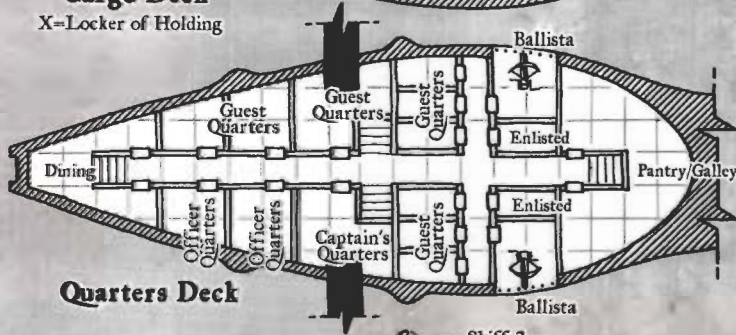 X=Locker of Holding
Ballista
Guest
Quarters
Guest
Quarters
Guest
Quarters
Enlisted
Dining
Pantry/Galley
Officer
Quarters
Officer
Quarters
Captain's
Quarters
Guest
Quarters
Enlisted
Quarters Deck
Ballista